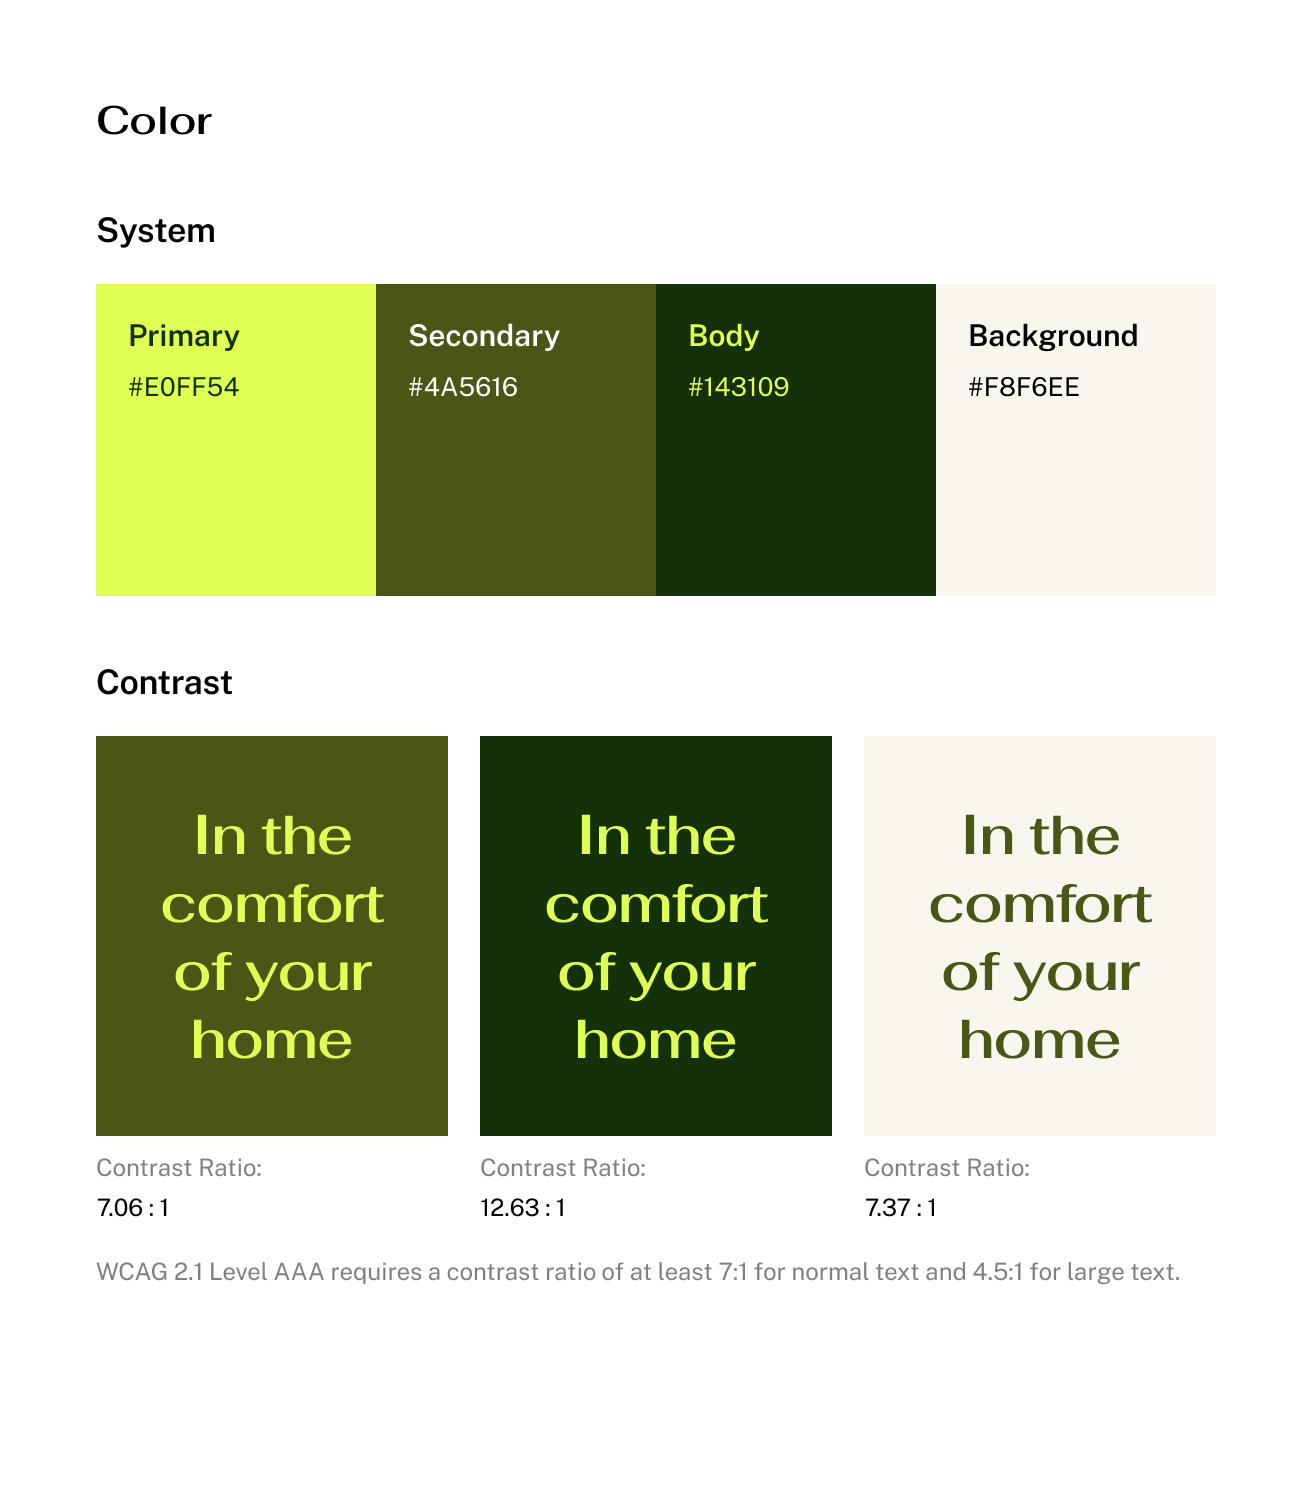 Color
System
Primary
#E0FF54
Secondary
#4A5616
Body
#143109
Background
#F8F6EE
Contrast
In the
comfort
of your
home
Contrast Ratio:
7.06 : 1
In the
comfort
of your
home
Contrast Ratio:
12.63 : 1
In the
comfort
of your
home
Contrast Ratio:
7.37 : 1
WCAG 2.1 Level AAA requires a contrast ratio of at least 7:1 for normal text and 4.5:1 for large text.